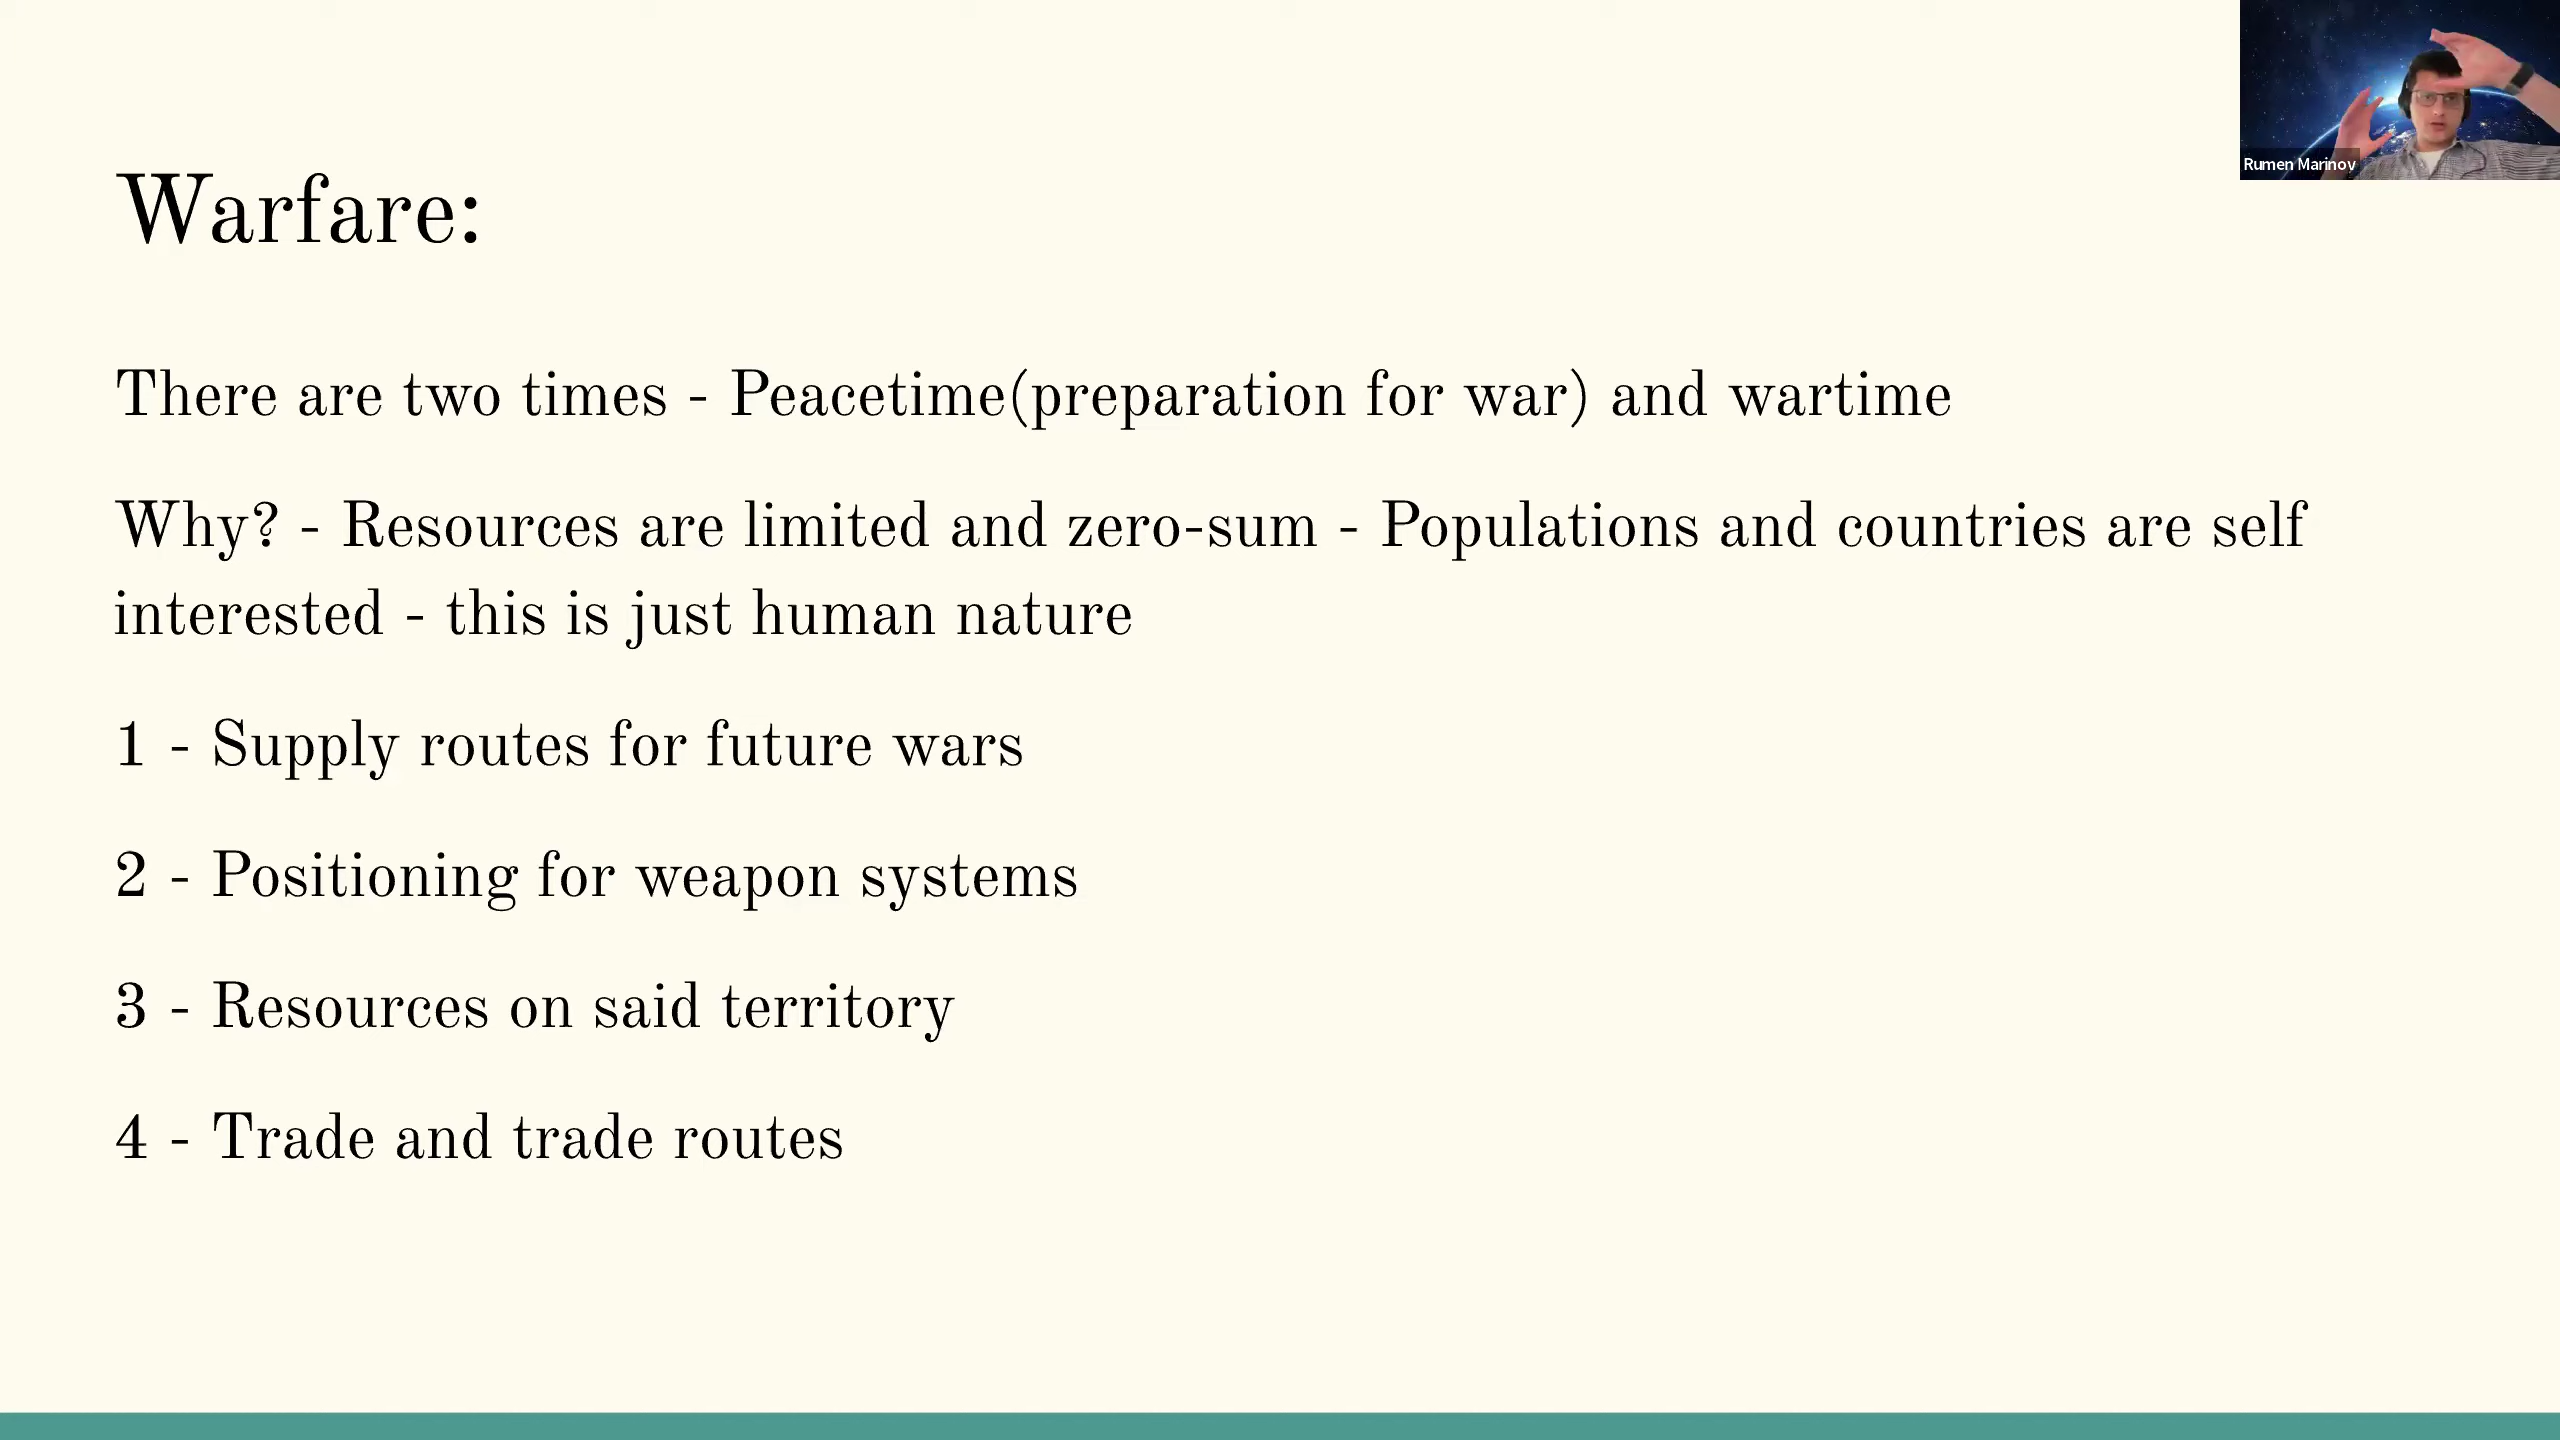 Rumen Marinov
Warfare:
There are two times - Peacetime(preparation for war) and wartime
Why? - Resources are limited and zero-sum - Populations and countries are self
interested - this is just human nature
1 - Supply routes for future wars
2 - Positioning for weapon systems
3 - Resources on said territory
4 - Trade and trade routes